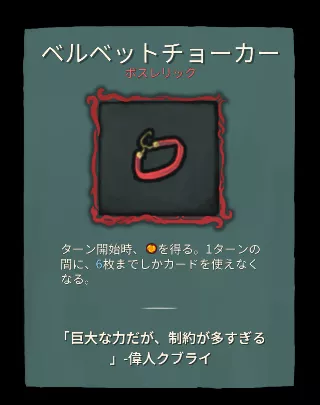 ベルベットチョーカー
ボスレリック
ターン開始時、を得る。1ターンの
間に、6枚までしかカードを使えなく
なる。
「巨大な力だが、制約が多すぎる
」-偉人クブライ